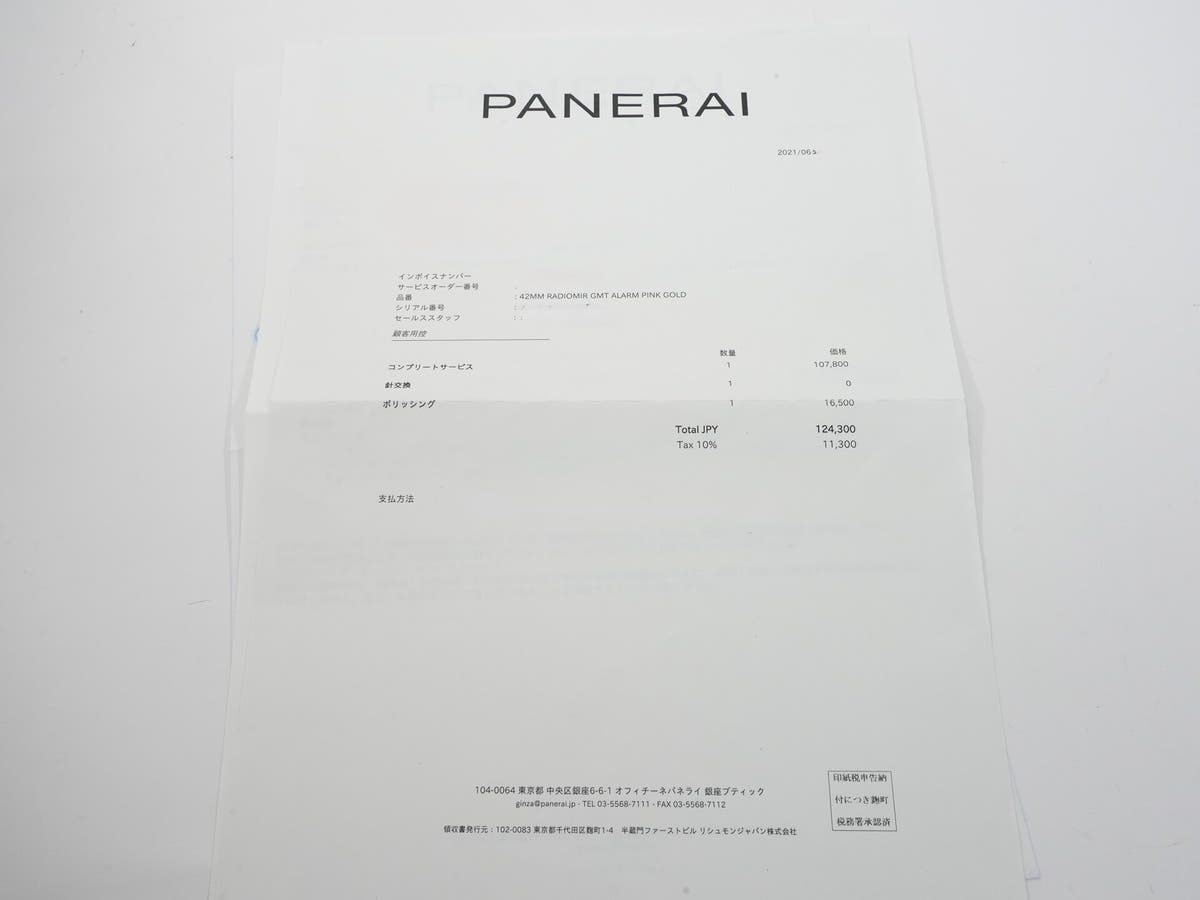 PANERAI
2021/06
インボイスナンバー
サービスオーダー番号
品番 : 42MM RADIOMIR GMT ALARM PINK GOLD
シリアル番号 :
セールススタッフ : :
顧客用控
数量 価格
コンプリートサービス 1 107,800
針交換 1 0
ポリッシング 1 16,500
Total JPY 124,300
Tax 10% 11,300
支払方法
104-0064 東京都 中央区銀座6-6-1 オフィチーネパネライ 銀座ブティック
ginza@panerai.jp - TEL 03-5568-7111 - FAX 03-5568-7112
領収書発行元：102-0083 東京都千代田区麹町1-4 半蔵門ファーストビル リシュモンジャパン株式会社
印紙税申告納
付につき麹町
税務署承認済